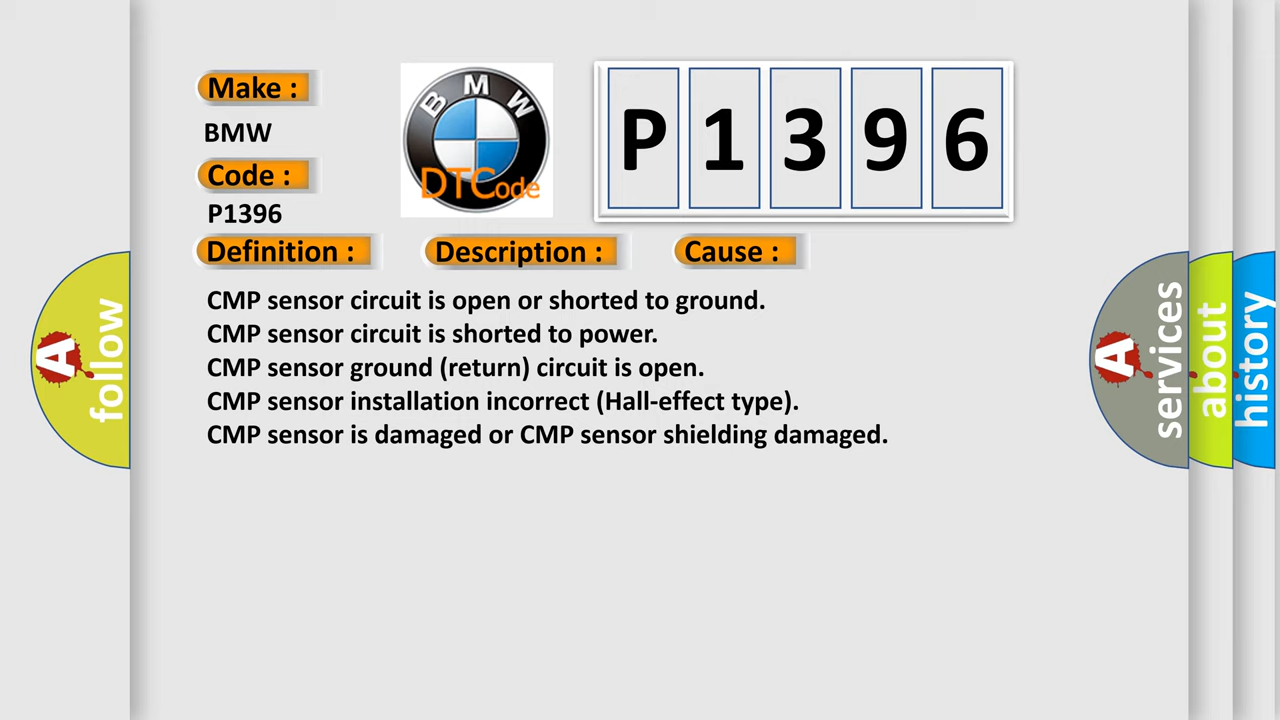 Make :
BMW
Code :
P1396
BMW
DTCode
P1396
Definition :
Description :
Cause :
CMP sensor circuit is open or shorted to ground.
CMP sensor circuit is shorted to power.
CMP sensor ground (return) circuit is open.
CMP sensor installation incorrect (Hall-effect type).
CMP sensor is damaged or CMP sensor shielding damaged.
A
follow
A
services
about
history